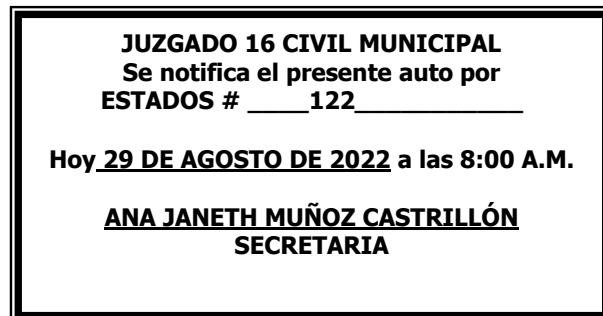 JUZGADO 16 CIVIL MUNICIPAL
Se notifica el presente auto por
ESTADOS # ____122___________
Hoy 29 DE AGOSTO DE 2022 a las 8:00 A.M.
ANA JANETH MUÑOZ CASTRILLÓN
SECRETARIA